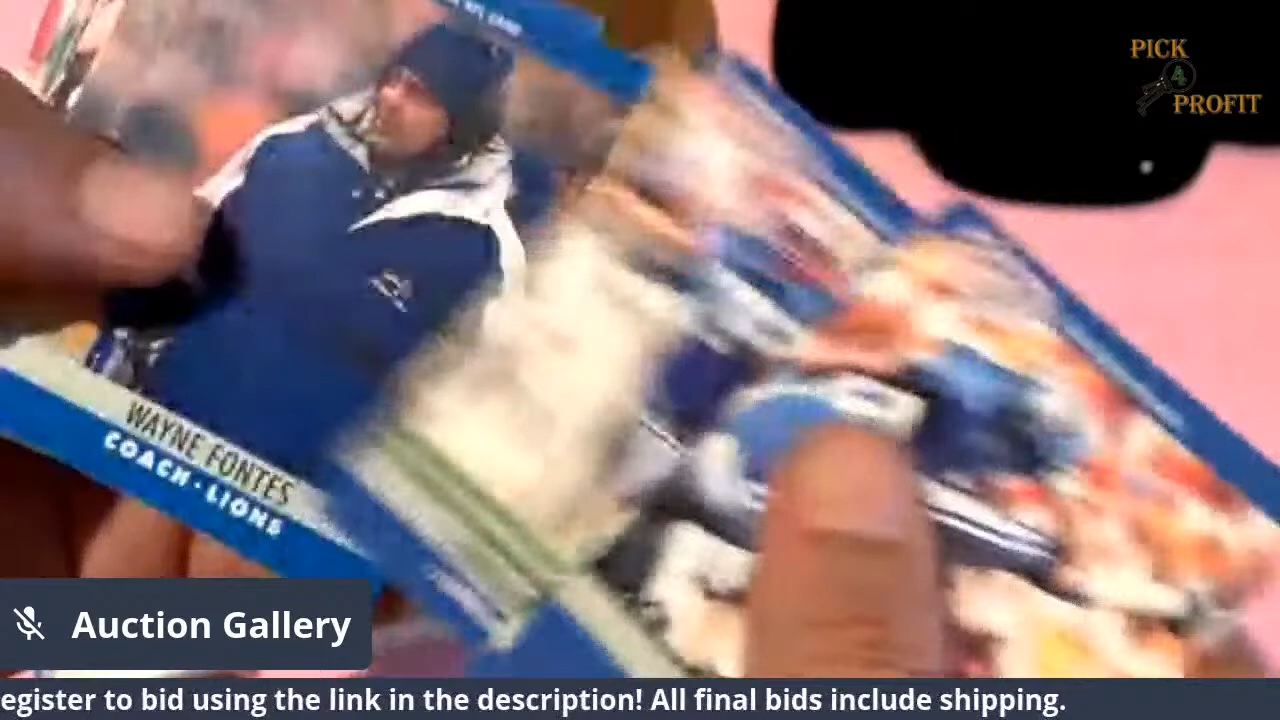 PICK
4
PROFIT
WAYNE FONTES
COACH · LIONS
Auction Gallery
egister to bid using the link in the description! All final bids include shipping.